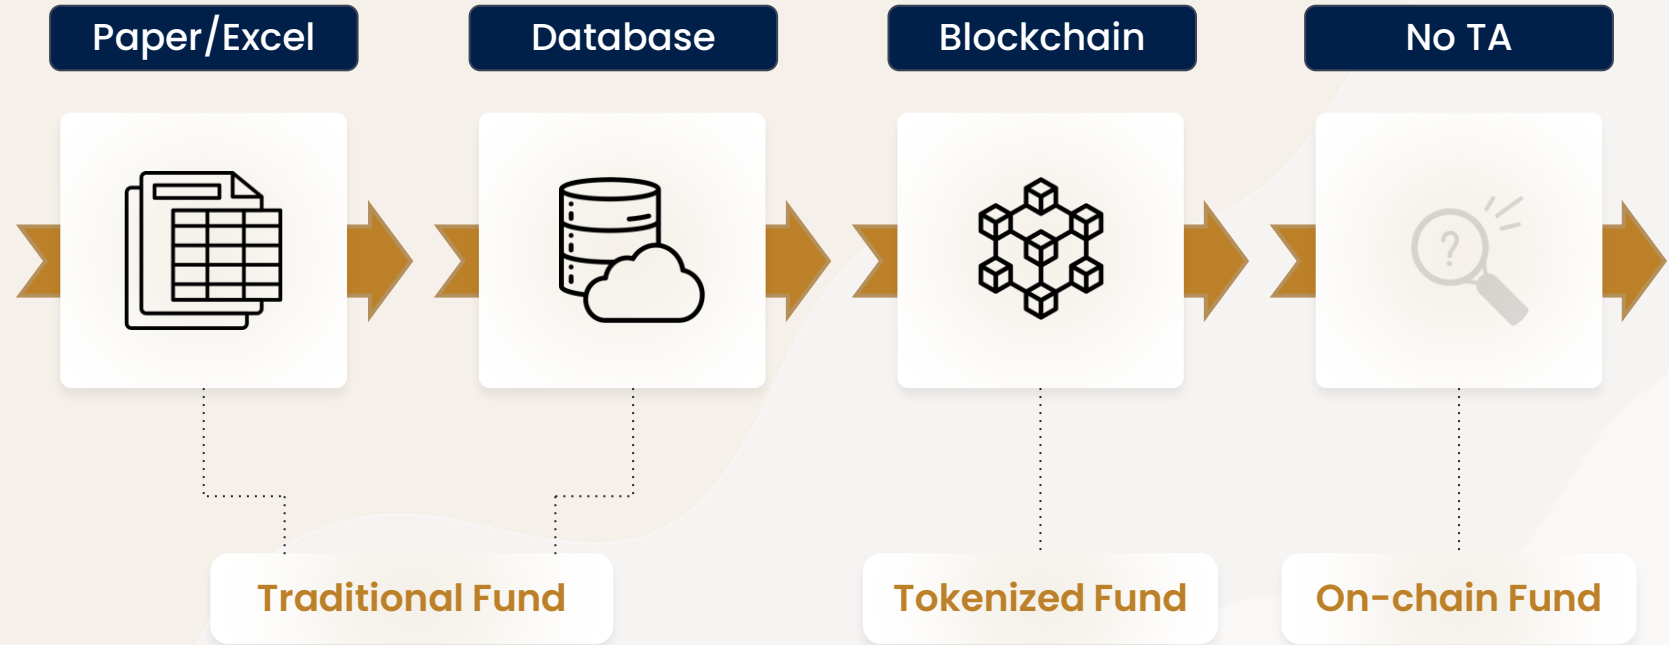 Paper/Excel
Database
Blockchain
No TA
?
Traditional Fund
Tokenized Fund
On-chain Fund